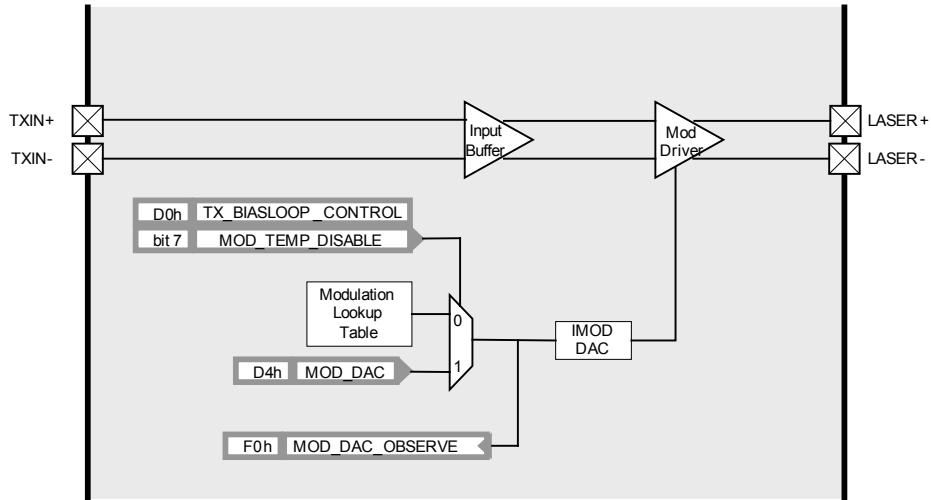 TXIN+
Input
Buffer
Mod
Driver
LASER+
TXIN-
LASER-
D0h TX_BIASLOOP_CONTROL
bit 7 MOD_TEMP_DISABLE
Modulation
Lookup
Table
0
1
IMOD
DAC
D4h MOD_DAC
F0h MOD_DAC_OBSERVE